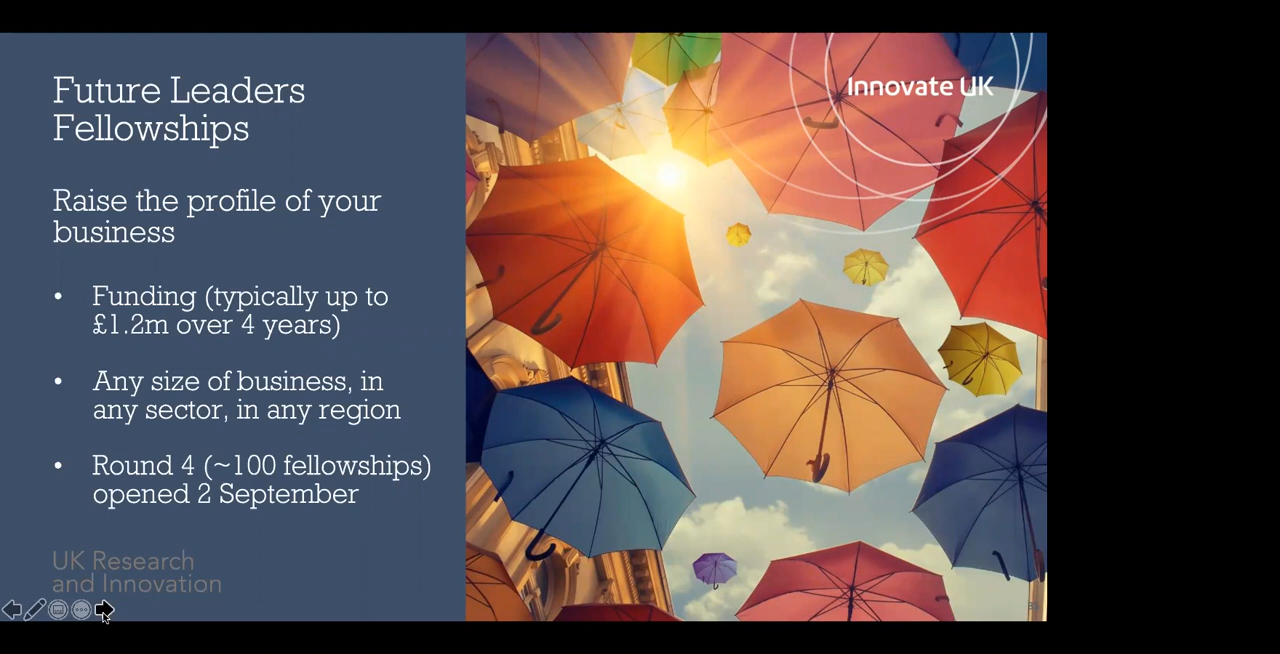 Future Leaders
Fellowships
Innovate UK
Raise the profile of your
business
• Funding (typically up to
£1.2m over 4 years)
• Any size of business, in
any sector, in any region
• Round 4 (~100 fellowships)
opened 2 September
UK Research
and Innovation